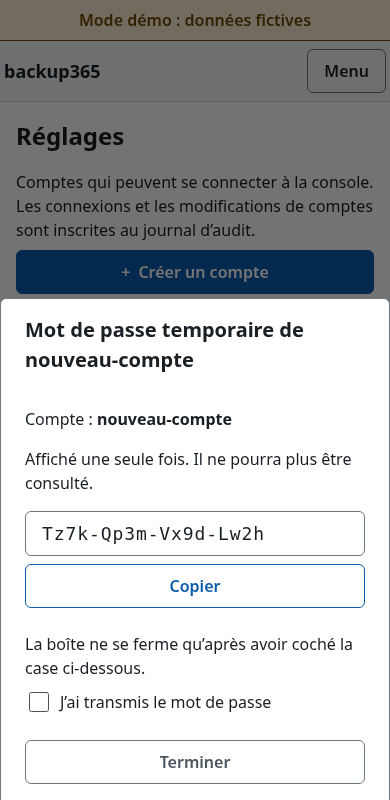 Mode démo : données fictives
backup365
Menu
Réglages
Comptes qui peuvent se connecter à la console.
Les connexions et les modifications de comptes
sont inscrites au journal d’audit.
+ Créer un compte
Mot de passe temporaire de
nouveau-compte
Compte : nouveau-compte
Affiché une seule fois. Il ne pourra plus être
consulté.
Tz7k-Qp3m-Vx9d-Lw2h
Copier
La boîte ne se ferme qu’après avoir coché la
case ci-dessous.
J’ai transmis le mot de passe
Terminer